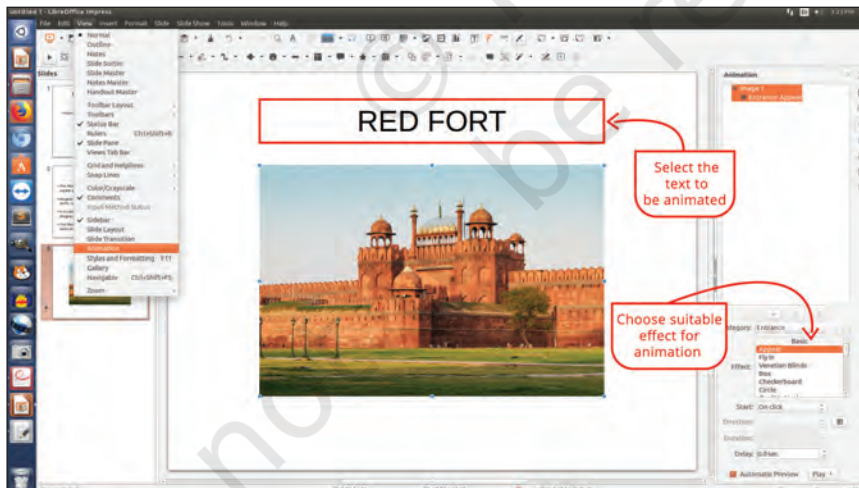 Untitled 1 - LibreOffice Impress
File Edit View Insert Format Slide Slide Show Tools Window Help
Normal
Outline
Notes
Slide Sorter
Slide Master
Notes Master
Handout Master
Toolbar Layout
Toolbars
Status Bar
Rulers Ctrl+Shift+R
Slide Pane
Views Tab Bar
Grid and Helplines
Snap Lines
Color/Grayscale
Comments
Input Method Status
Sidebar
Slide Layout
Slide Transition
Animation
Styles and Formatting F11
Gallery
Navigator Ctrl+Shift+F5
Zoom
Slides
RED FORT
Select the
text to
be animated
Choose suitable
effect for
animation
Animation
Image 1
Entrance: Appear
Category: Entrance
Basic
Appear
Fly In
Venetian Blinds
Box
Checkerboard
Circle
Effect:
Start: On click
Direction:
Duration:
Delay: 0.0 sec
Automatic Preview Play